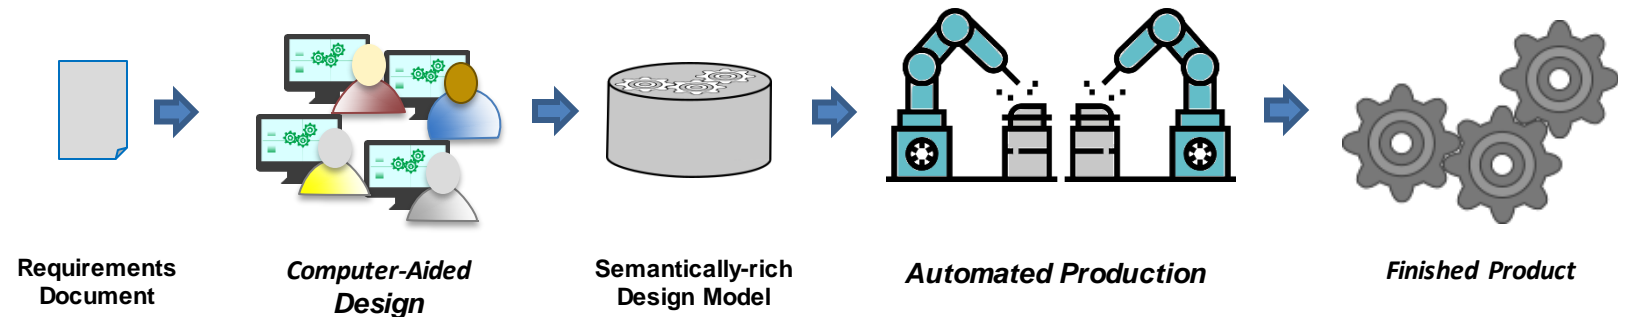 Requirements
Document
Computer-Aided
Design
Semantically-rich
Design Model
Automated Production
Finished Product